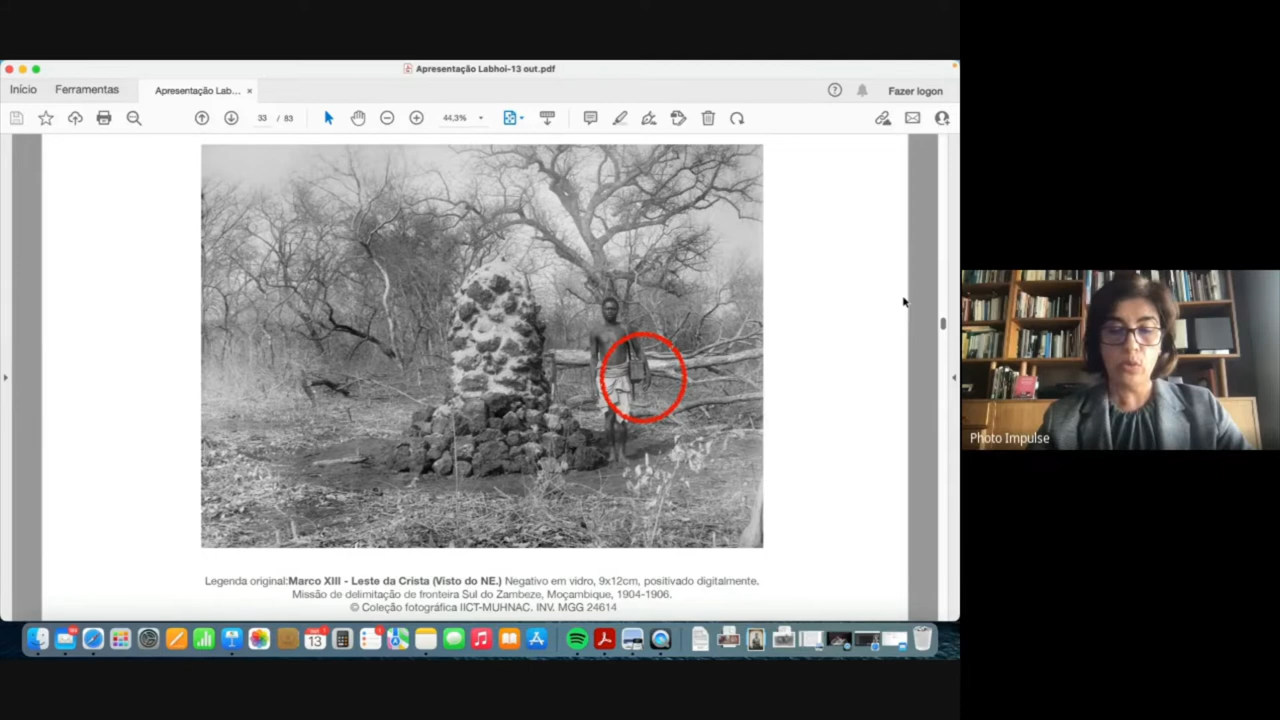 Apresentação Labhoi-13 out.pdf
Início Ferramentas Apresentação Lab... × Fazer logon
33 / 83 44,3%
Legenda original:Marco XIII - Leste da Crista (Visto do NE.) Negativo em vidro, 9x12cm, positivado digitalmente.
Missão de delimitação de fronteira Sul do Zambeze, Moçambique, 1904-1906.
© Coleção fotográfica IICT-MUHNAC. INV. MGG 24614
Photo Impulse
13